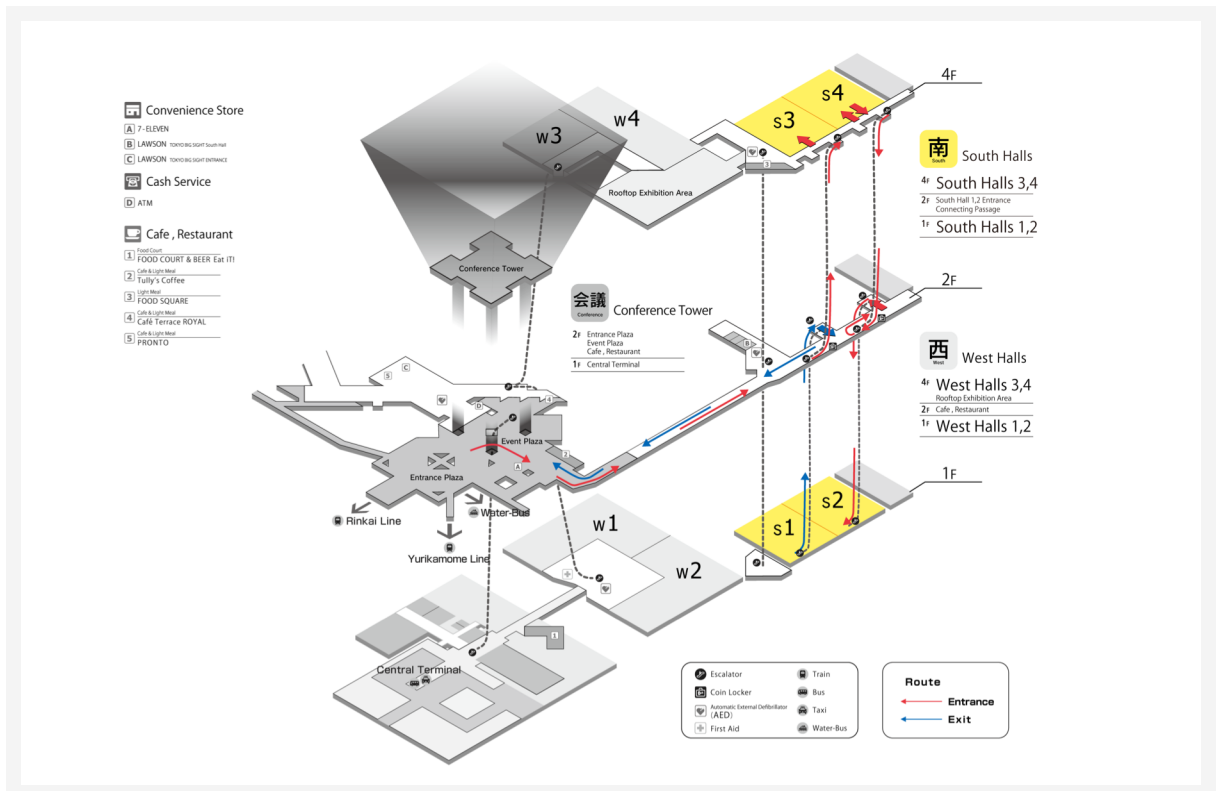 Convenience Store
A 7-ELEVEN
B LAWSON TOKYO BIG SIGHT South Hall
C LAWSON TOKYO BIG SIGHT ENTRANCE
Cash Service
D ATM
Cafe , Restaurant
Food Court
1 FOOD COURT & BEER Eat iT!
Cafe & Light Meal
2 Tully's Coffee
Light Meal
3 FOOD SQUARE
Cafe & Light Meal
4 Café Terrace ROYAL
Cafe & Light Meal
5 PRONTO
w3
w4
Rooftop Exhibition Area
s3
s4
3
4F
南
South
South Halls
4F South Halls 3,4
2F South Hall 1,2 Entrance
Connecting Passage
1F South Halls 1,2
Conference Tower
会議
Conference
Conference Tower
2F Entrance Plaza
Event Plaza
Cafe , Restaurant
1F Central Terminal
B
2F
西
West
West Halls
4F West Halls 3,4
Rooftop Exhibition Area
2F Cafe , Restaurant
1F West Halls 1,2
5
C
D
4
Event Plaza
2
A
Entrance Plaza
Rinkai Line
Water-Bus
Yurikamome Line
w1
w2
s1
s2
1F
1
Central Terminal
Escalator
Coin Locker
Automatic External Defibrillator
(AED)
First Aid
Train
Bus
Taxi
Water-Bus
Route
Entrance
Exit